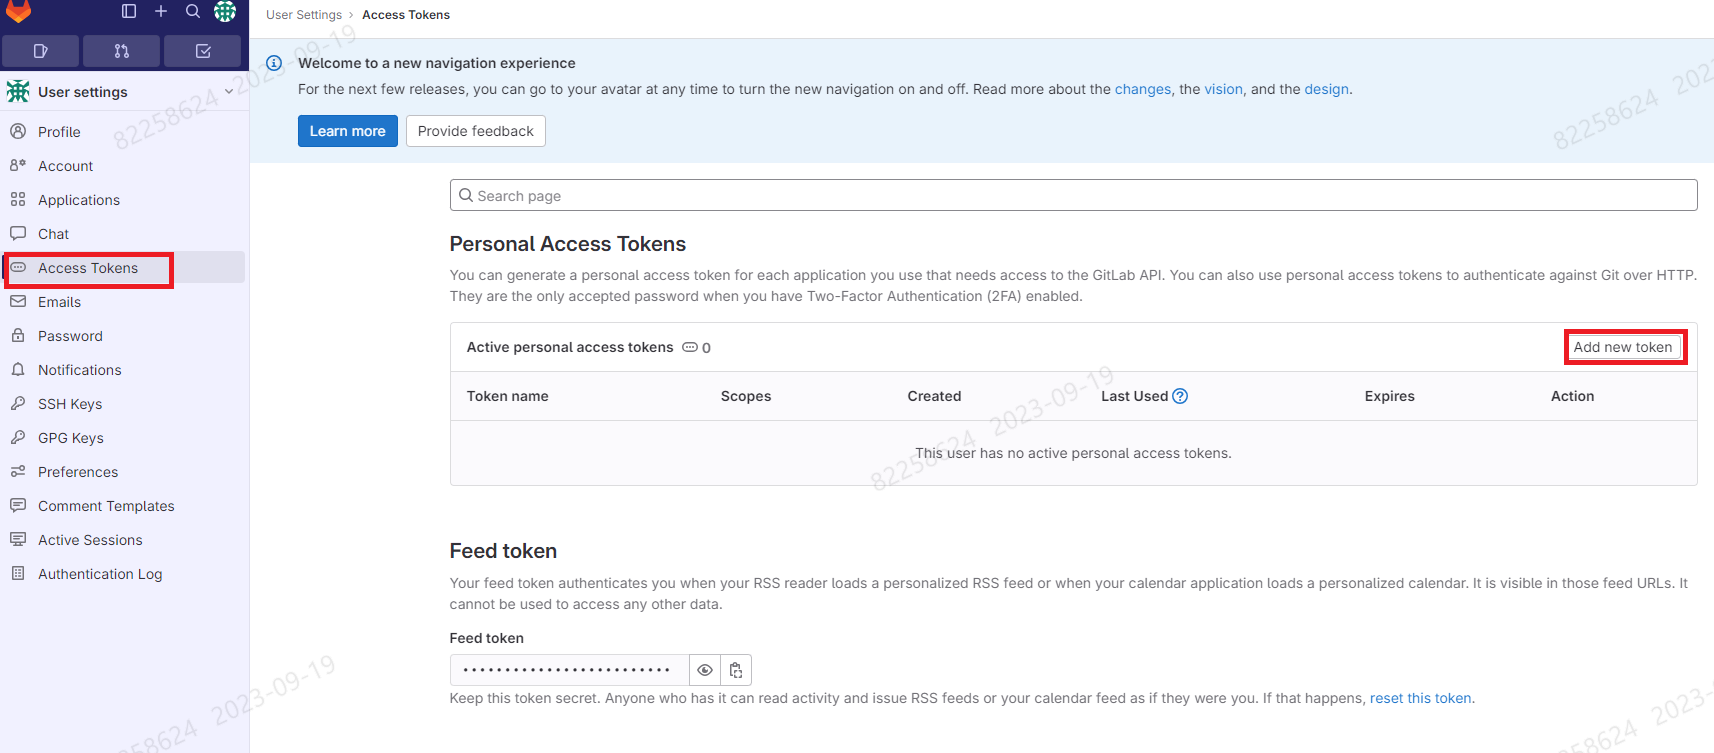 User Settings › Access Tokens
User settings
Profile
Account
Applications
Chat
Access Tokens
Emails
Password
Notifications
SSH Keys
GPG Keys
Preferences
Comment Templates
Active Sessions
Authentication Log
Welcome to a new navigation experience
For the next few releases, you can go to your avatar at any time to turn the new navigation on and off. Read more about the changes, the vision, and the design.
Learn more Provide feedback
Search page
Personal Access Tokens
You can generate a personal access token for each application you use that needs access to the GitLab API. You can also use personal access tokens to authenticate against Git over HTTP.
They are the only accepted password when you have Two-Factor Authentication (2FA) enabled.
Active personal access tokens 0 Add new token
Token name Scopes Created Last Used Expires Action
This user has no active personal access tokens.
Feed token
Your feed token authenticates you when your RSS reader loads a personalized RSS feed or when your calendar application loads a personalized calendar. It is visible in those feed URLs. It
cannot be used to access any other data.
Feed token
Keep this token secret. Anyone who has it can read activity and issue RSS feeds or your calendar feed as if they were you. If that happens, reset this token.
82258624 2023-09-19
82258624
82258624 2023-09-19
2023-09-19